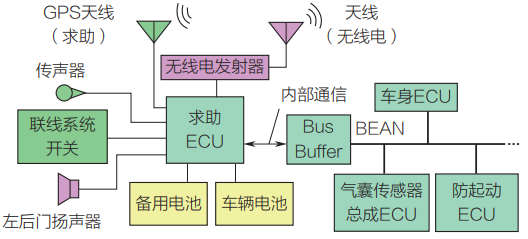 GPS天线
（求助）
天线
（无线电）
无线电发射器
传声器
求助
ECU
内部通信
车身ECU
联线系统
开关
Bus
Buffer
BEAN
左后门扬声器
备用电池
车辆电池
气囊传感器
总成ECU
防起动
ECU